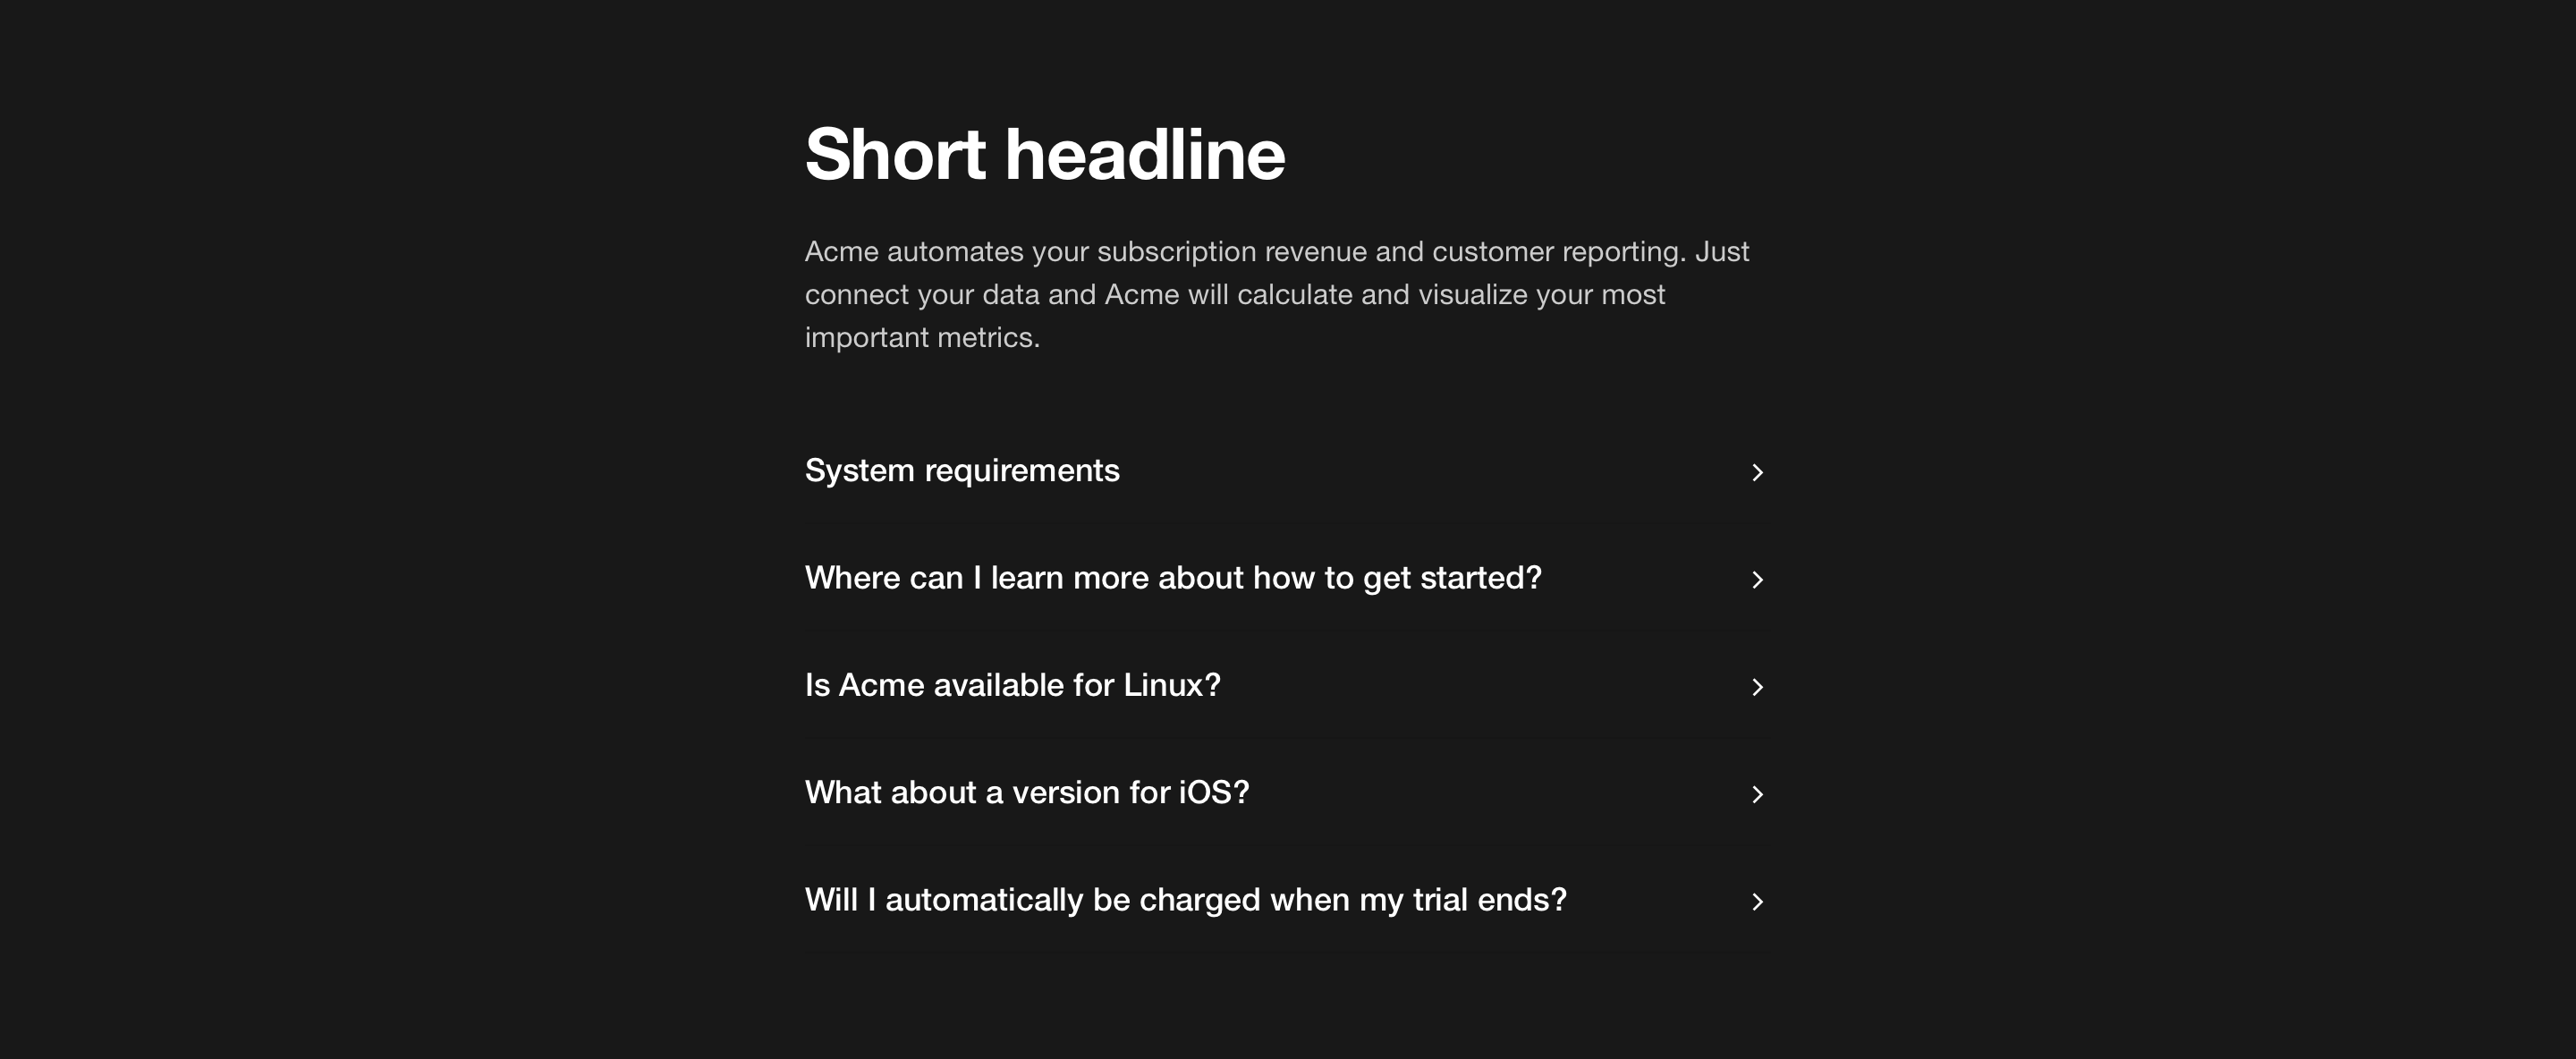 Short headline
Acme automates your subscription revenue and customer reporting. Just
connect your data and Acme will calculate and visualize your most
important metrics.
System requirements
Where can I learn more about how to get started?
Is Acme available for Linux?
What about a version for iOS?
Will I automatically be charged when my trial ends?